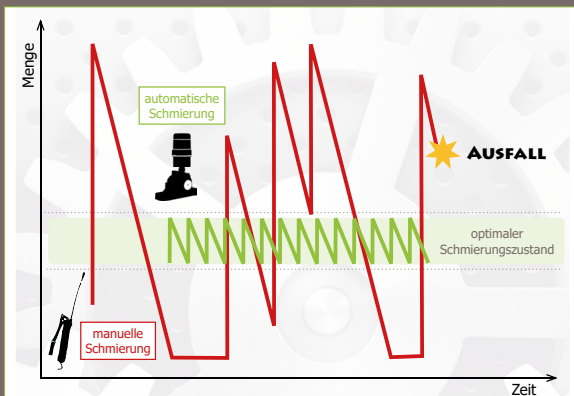 Menge
automatische
Schmierung
AUSFALL
optimaler
Schmierungszustand
manuelle
Schmierung
Zeit